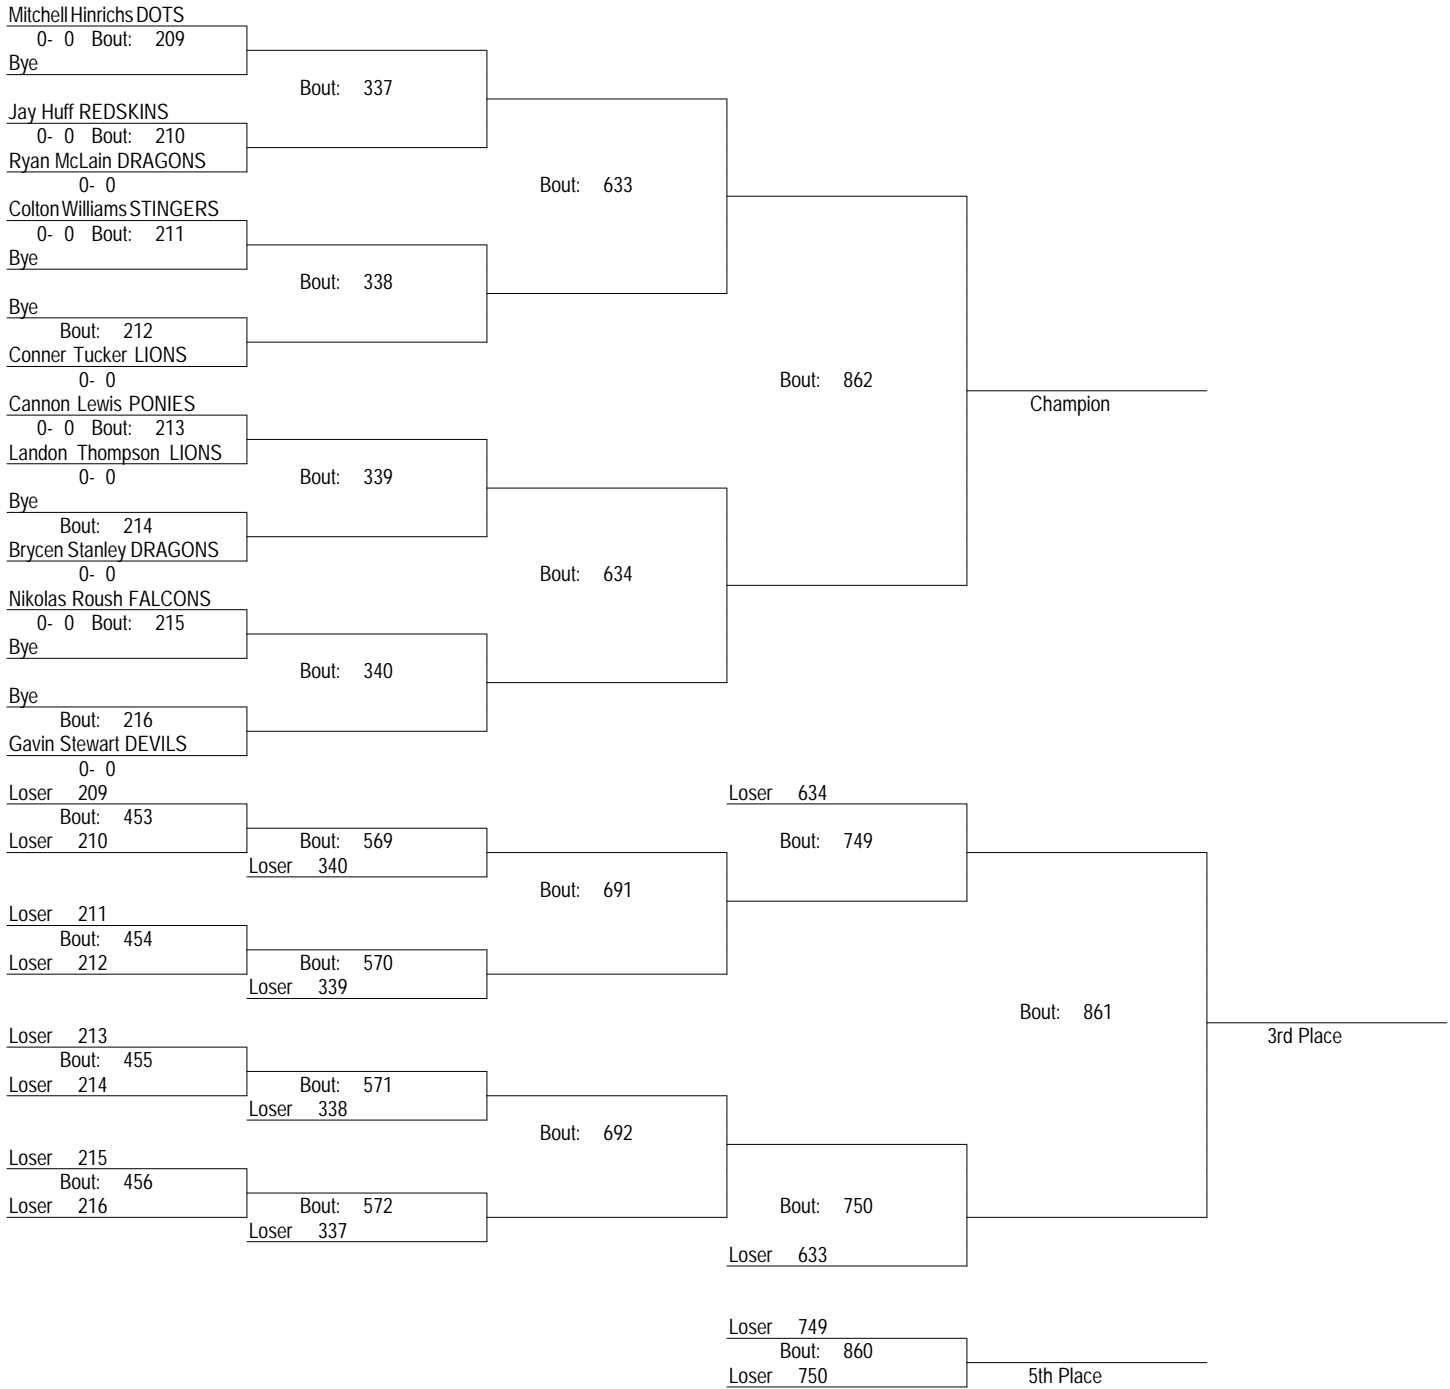 Mitchell Hinrichs DOTS
0- 0 Bout: 209
Bye
Bout: 337
Jay Huff REDSKINS
0- 0 Bout: 210
Ryan McLain DRAGONS
0- 0
Bout: 633
Colton Williams STINGERS
0- 0 Bout: 211
Bye
Bout: 338
Bye
Bout: 212
Conner Tucker LIONS
0- 0
Bout: 862
Champion
Cannon Lewis PONIES
0- 0 Bout: 213
Landon Thompson LIONS
0- 0
Bout: 339
Bye
Bout: 214
Brycen Stanley DRAGONS
0- 0
Bout: 634
Nikolas Roush FALCONS
0- 0 Bout: 215
Bye
Bout: 340
Bye
Bout: 216
Gavin Stewart DEVILS
0- 0
Loser 209
Loser 634
Bout: 453
Loser 210
Bout: 569
Bout: 749
Loser 340
Bout: 691
Loser 211
Bout: 454
Loser 212
Bout: 570
Loser 339
Bout: 861
Loser 213
3rd Place
Bout: 455
Loser 214
Bout: 571
Loser 338
Bout: 692
Loser 215
Bout: 456
Loser 216
Bout: 572
Bout: 750
Loser 337
Loser 633
Loser 749
Bout: 860
Loser 750
5th Place